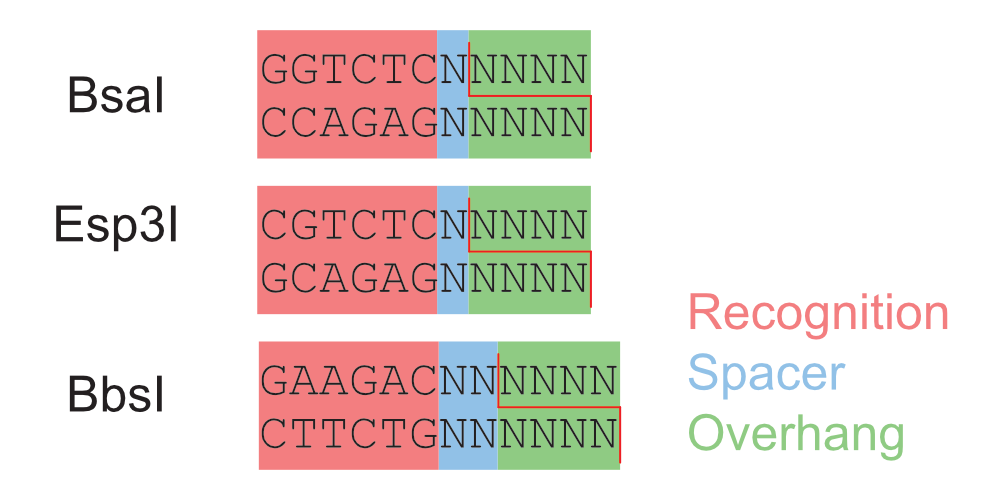 BsaI
GGTCTCNNNNN
CCAGAGNNNNN
Esp3I
CGTCTCNNNNN
GCAGAGNNNNN
BbsI
GAAGACNNNNNN
CTTCTGNNNNNN
Recognition
Spacer
Overhang